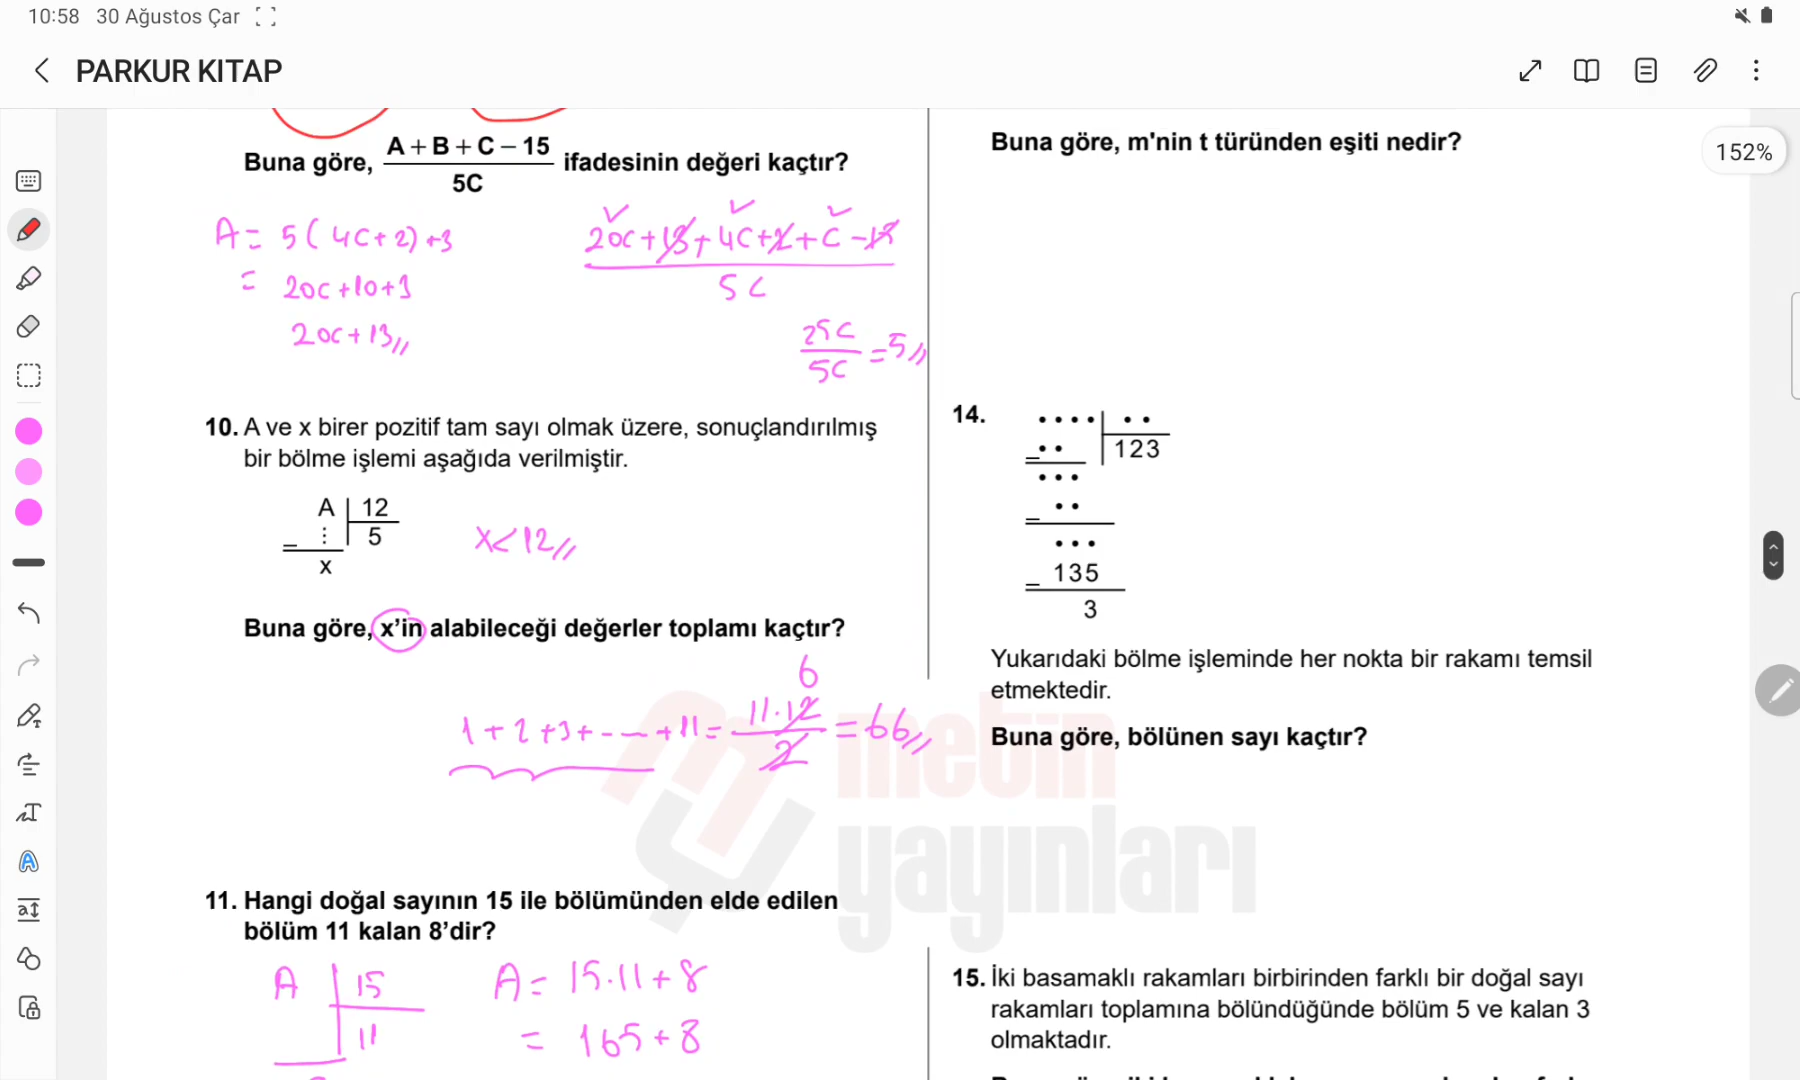 10:58 30 Ağustos Çar
PARKUR KITAP
152%
Buna göre, A + B + C – 15 / 5C ifadesinin değeri kaçtır?
A = 5(4C+2)+3
= 20C+10+3
20C+13//
20C+13+4C+2+C-15
5C
25C / 5C = 5//
10. A ve x birer pozitif tam sayı olmak üzere, sonuçlandırılmış
bir bölme işlemi aşağıda verilmiştir.
A 12
5
x
x<12//
Buna göre, x'in alabileceği değerler toplamı kaçtır?
6
1+2+3+----+11 = 11.12 / 2 = 66//
11. Hangi doğal sayının 15 ile bölümünden elde edilen
bölüm 11 kalan 8'dir?
A 15
11
A = 15.11+8
= 165+8
Buna göre, m'nin t türünden eşiti nedir?
14.
•••• ••
•• 123
•••
••
•••
135
3
Yukarıdaki bölme işleminde her nokta bir rakamı temsil
etmektedir.
Buna göre, bölünen sayı kaçtır?
metin
yayınları
15. İki basamaklı rakamları birbirinden farklı bir doğal sayı
rakamları toplamına bölündüğünde bölüm 5 ve kalan 3
olmaktadır.